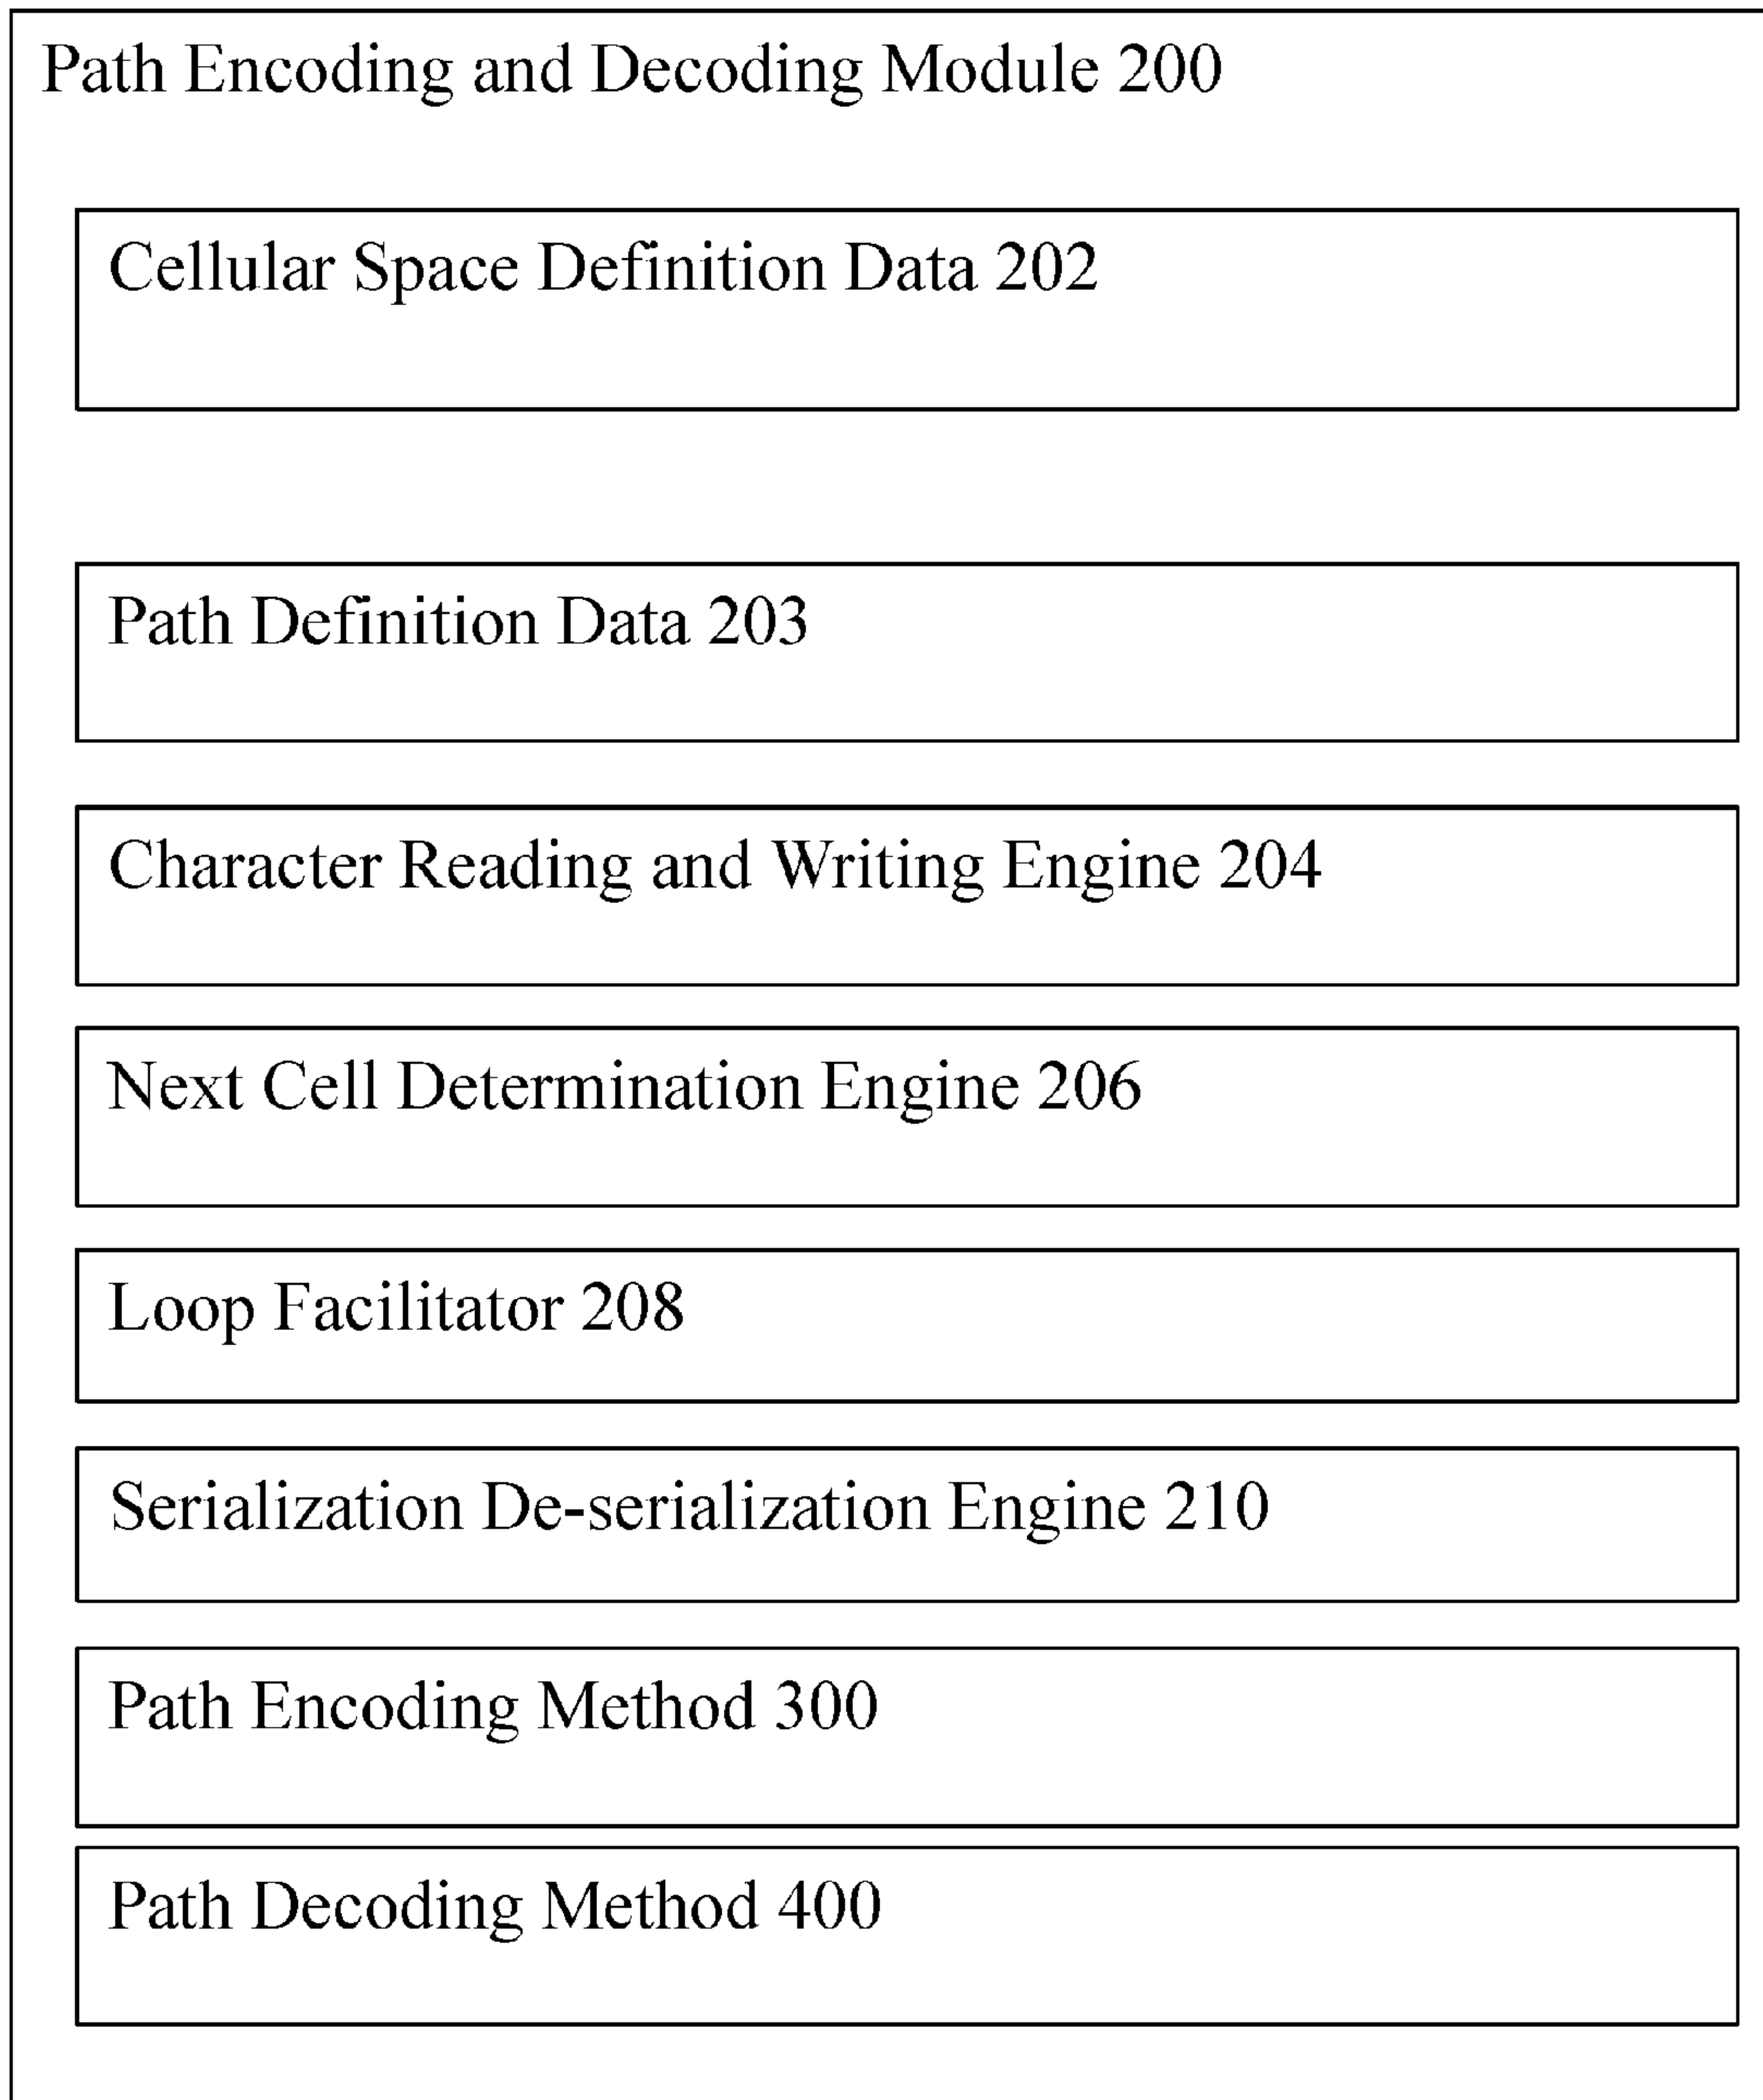 Path Encoding and Decoding Module 200
Cellular Space Definition Data 202
Path Definition Data 203
Character Reading and Writing Engine 204
Next Cell Determination Engine 206
Loop Facilitator 208
Serialization De-serialization Engine 210
Path Encoding Method 300
Path Decoding Method 400